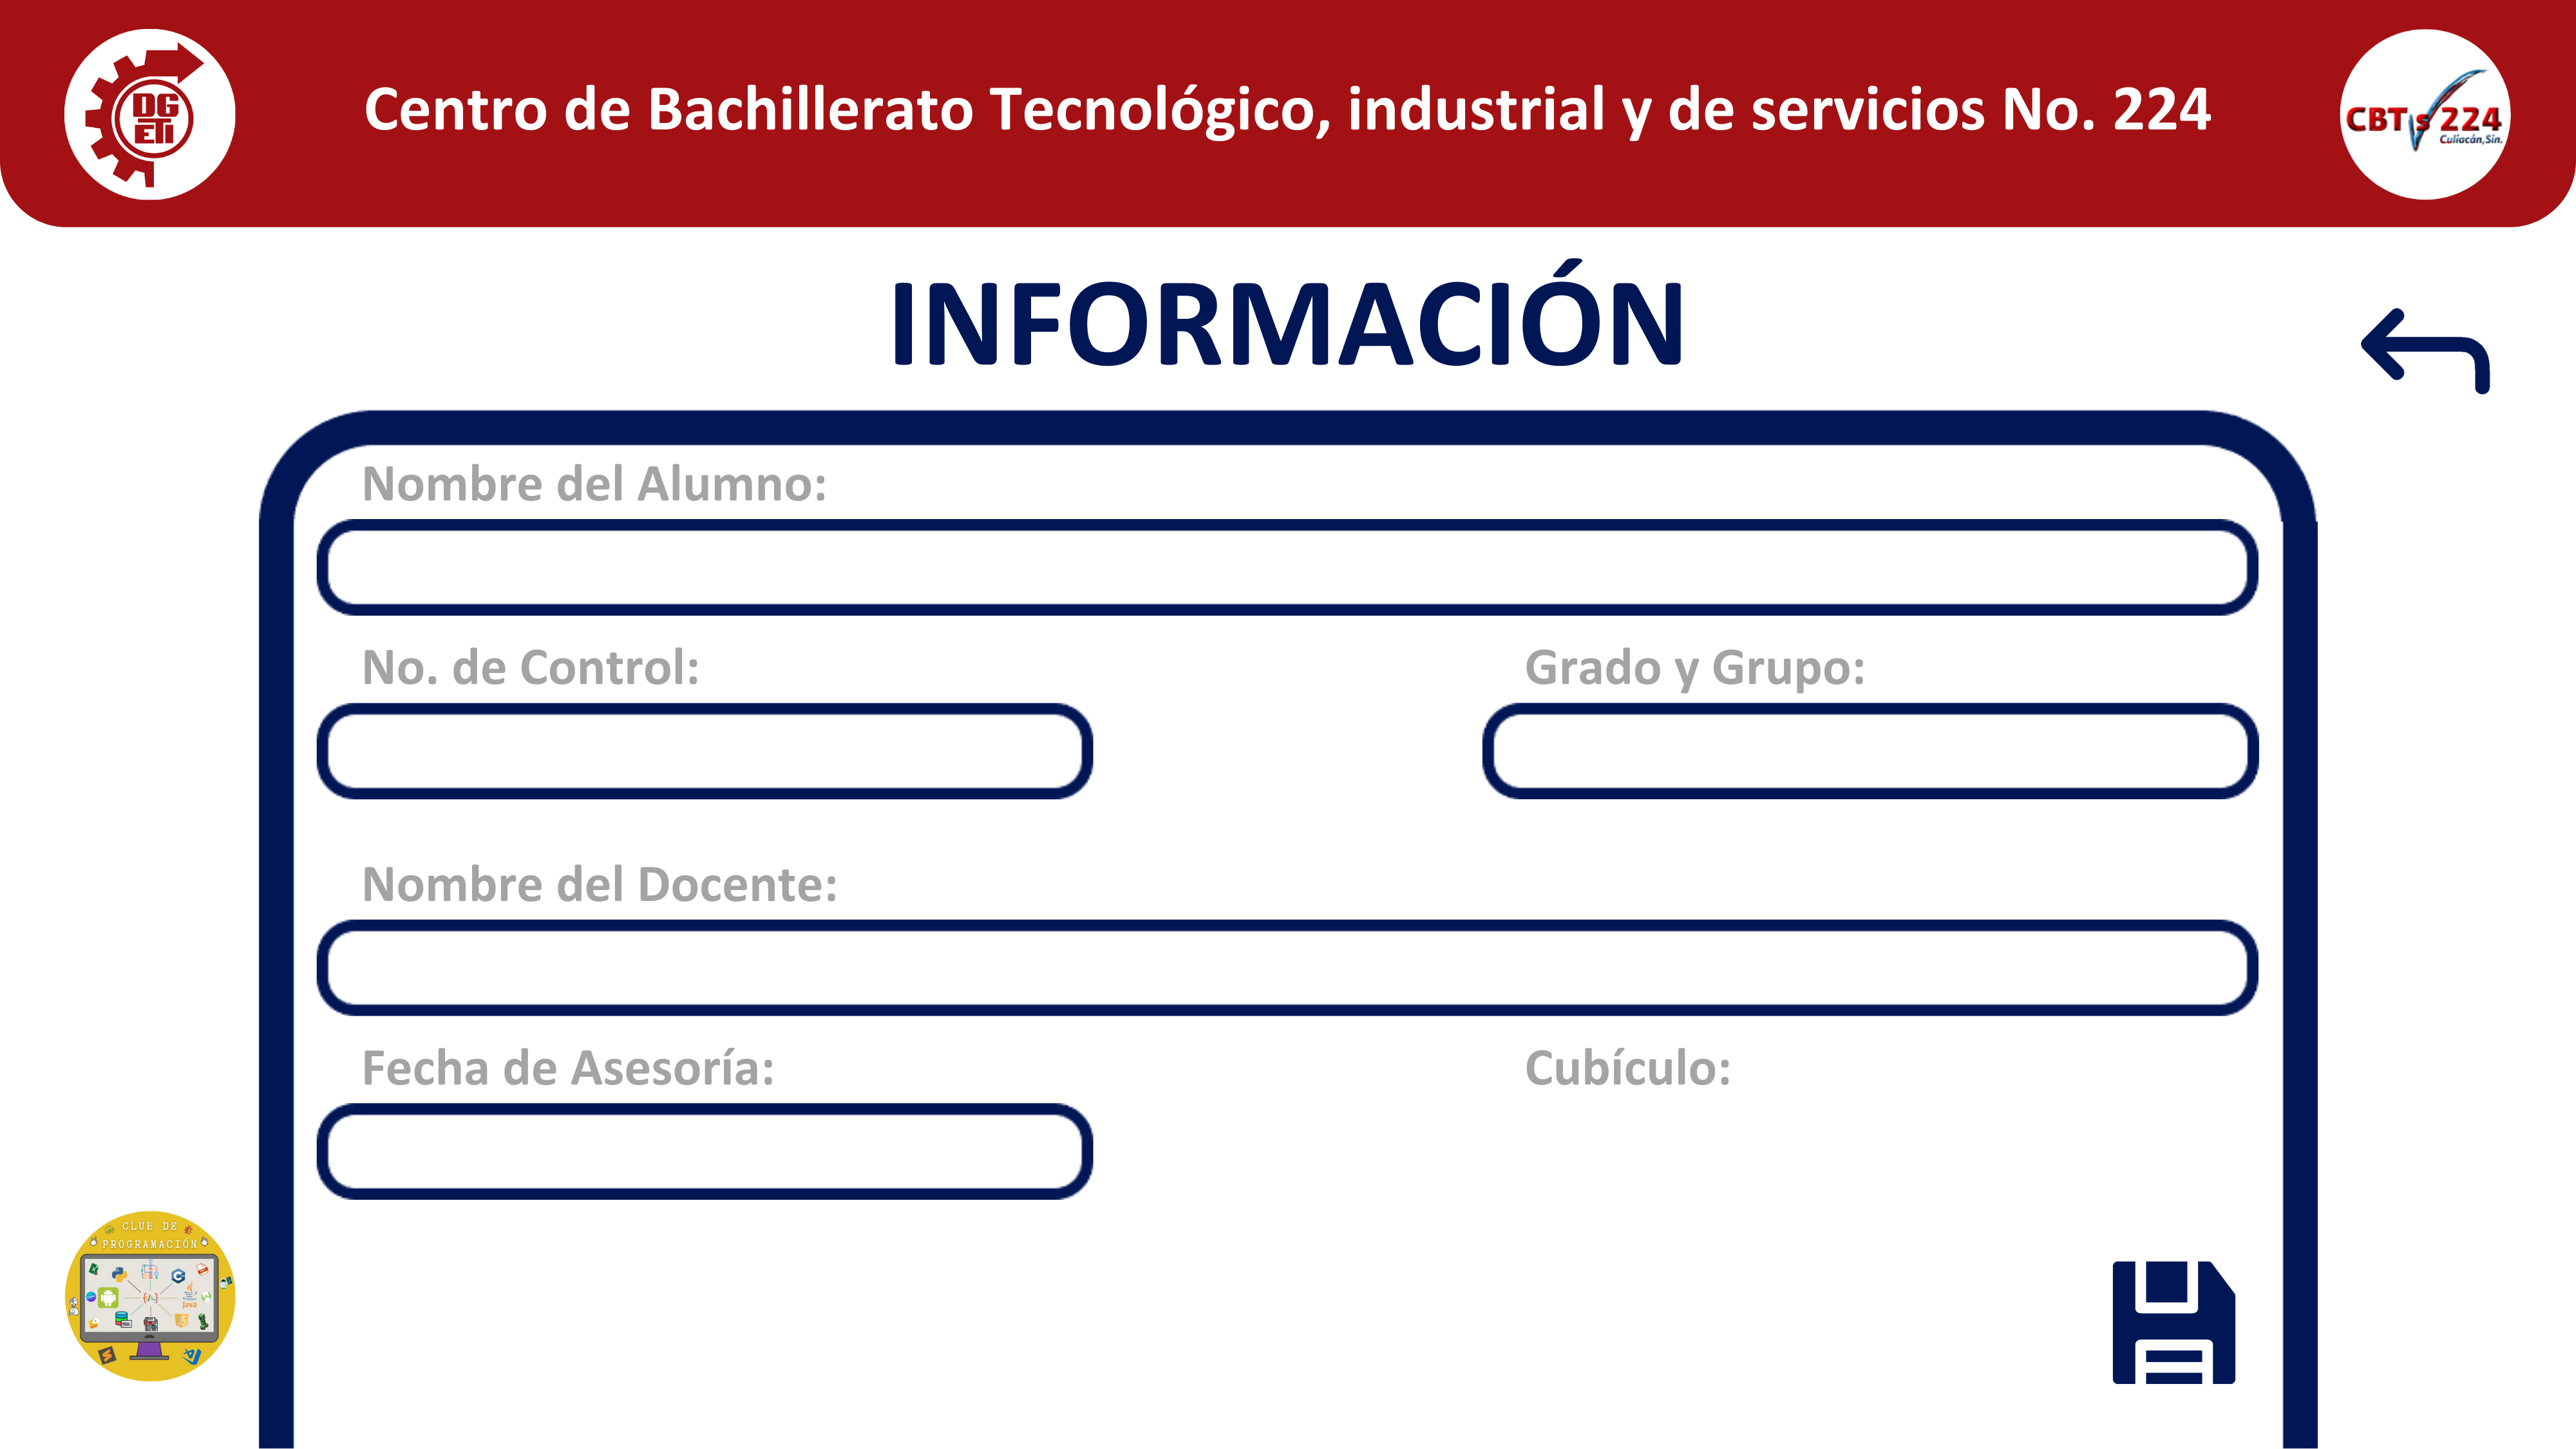 DG
ETi
Centro de Bachillerato Tecnológico, industrial y de servicios No. 224
CBTis 224
Culiacán,Sin.
INFORMACIÓN
Nombre del Alumno:
No. de Control:
Grado y Grupo:
Nombre del Docente:
Fecha de Asesoría:
Cubículo:
CLUB DE
PROGRAMACIÓN
Java